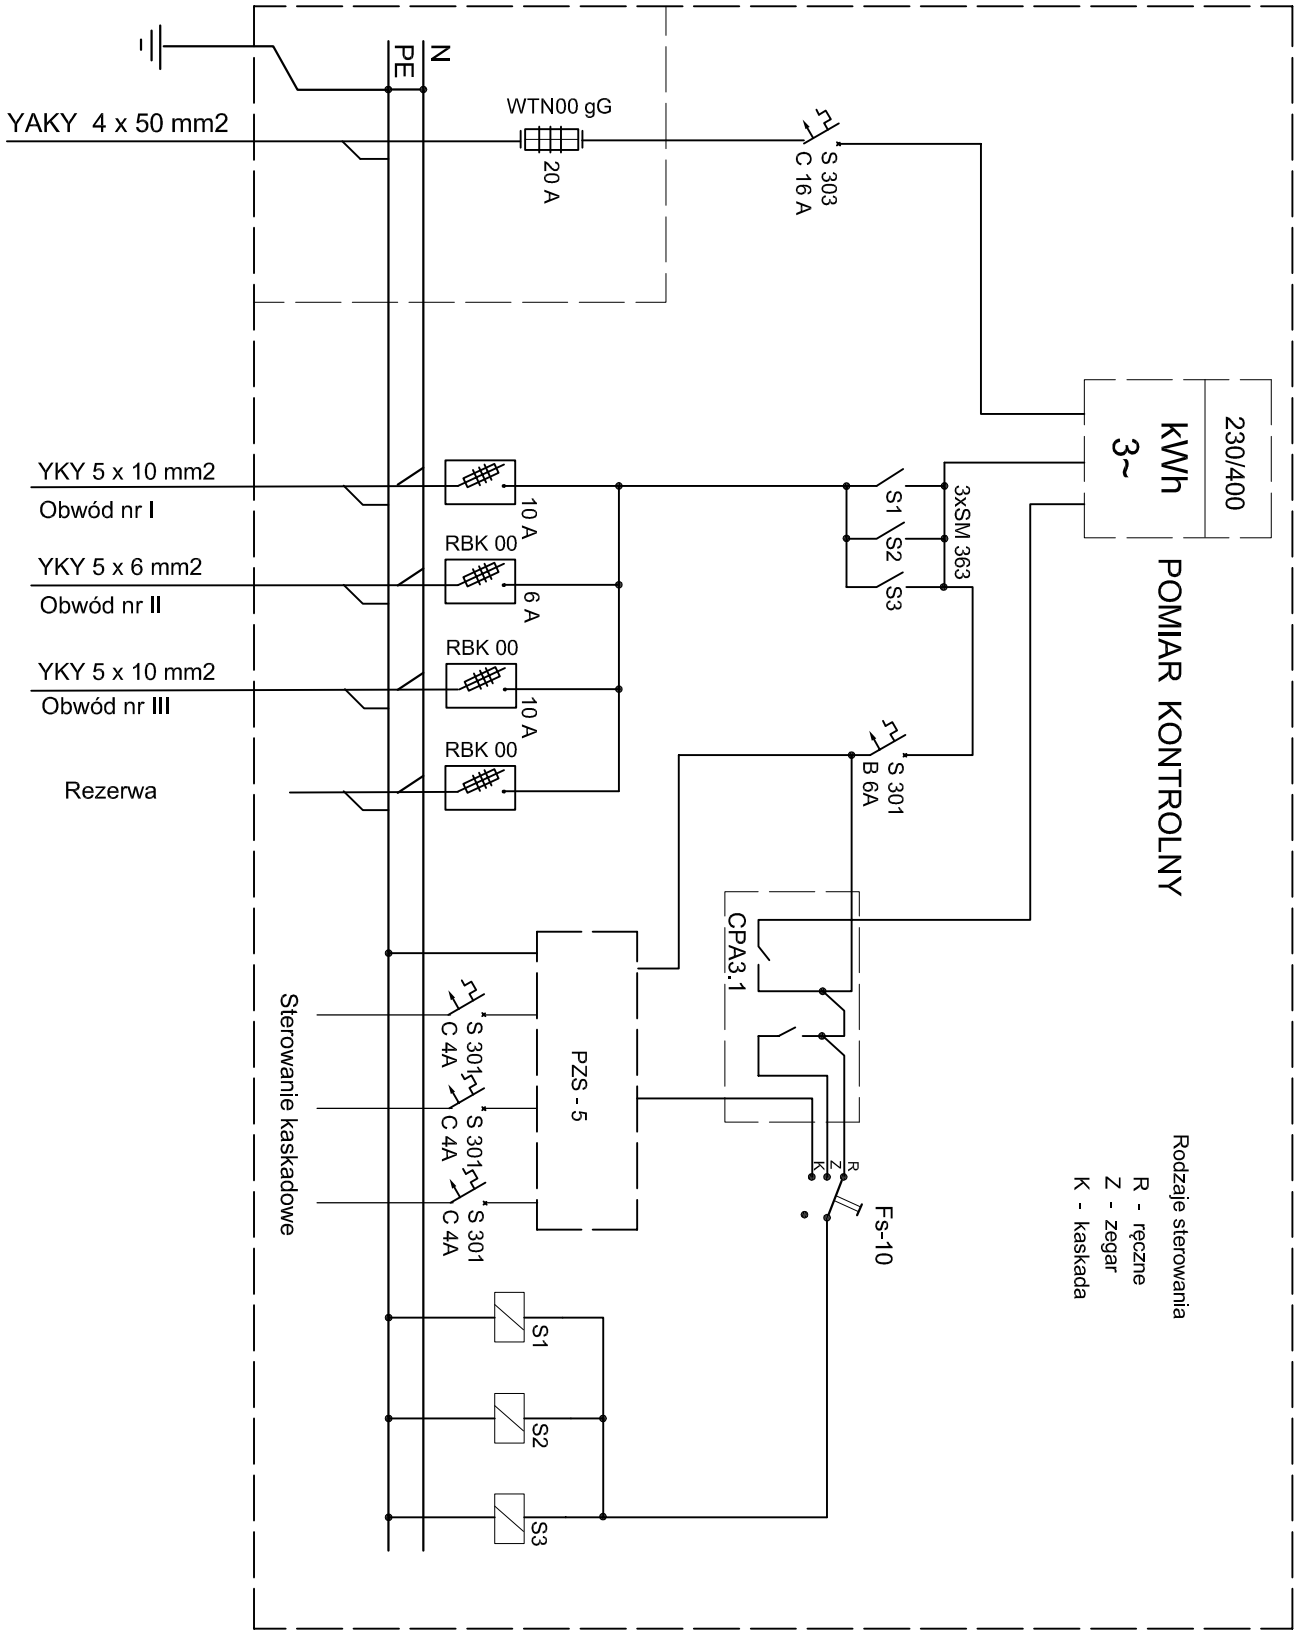 N
PE
YAKY 4 x 50 mm2
WTN00 gG
20 A
S 303
C 16 A
230/400
kWh
3~
POMIAR KONTROLNY
YKY 5 x 10 mm2
Obwód nr I
10 A
RBK 00
YKY 5 x 6 mm2
Obwód nr II
6 A
RBK 00
YKY 5 x 10 mm2
Obwód nr III
10 A
RBK 00
Rezerwa
3xSM 363
S1
S2
S3
S 301
B 6A
CPA3.1
PZS - 5
S 301
C 4A
S 301
C 4A
S 301
C 4A
Sterowanie kaskadowe
R
Z
K
Fs-10
Rodzaje sterowania
R - ręczne
Z - zegar
K - kaskada
S1
S2
S3